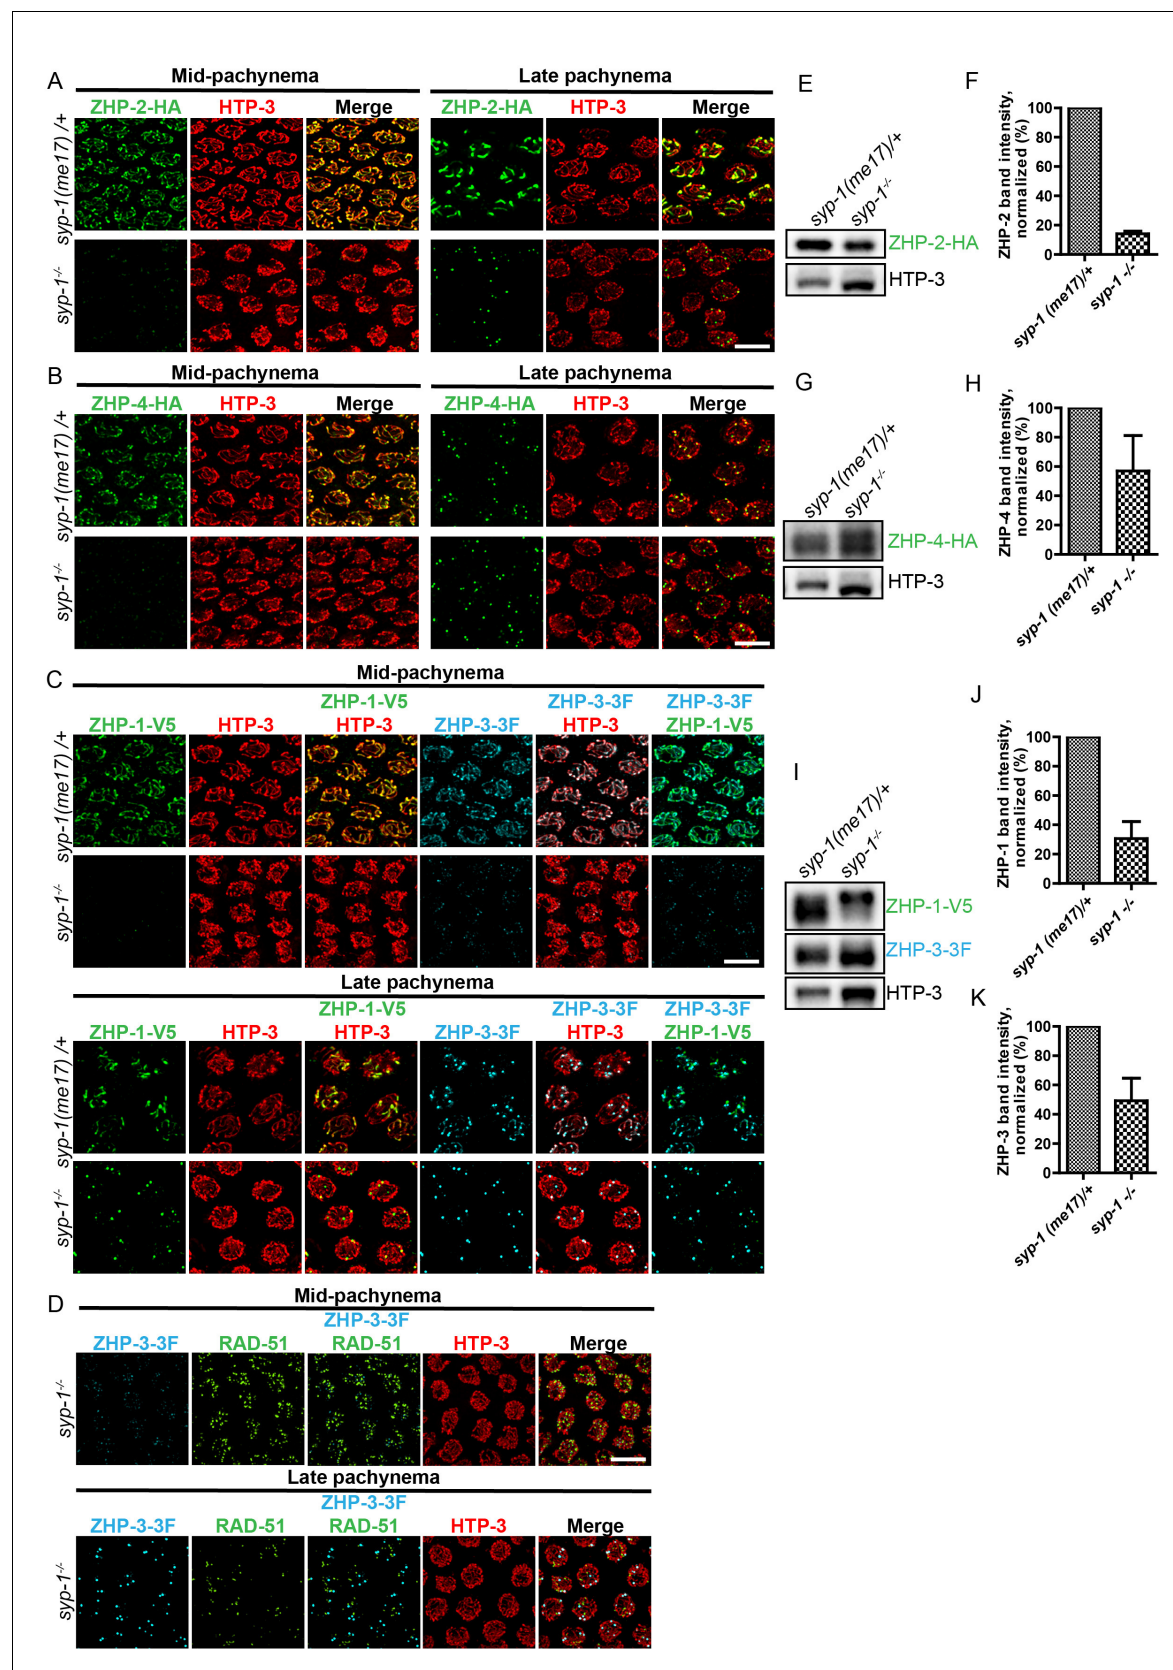 A
Mid-pachynema
Late pachynema
ZHP-2-HA HTP-3 Merge
ZHP-2-HA HTP-3 Merge
syp-1(me17)/+
syp-1-/-
B
Mid-pachynema
Late pachynema
ZHP-4-HA HTP-3 Merge
ZHP-4-HA HTP-3 Merge
syp-1(me17)/+
syp-1-/-
C
Mid-pachynema
ZHP-1-V5 ZHP-3-3F ZHP-3-3F
ZHP-1-V5 HTP-3 HTP-3 ZHP-3-3F HTP-3 ZHP-1-V5
syp-1(me17)/+
syp-1-/-
Late pachynema
ZHP-1-V5 ZHP-3-3F ZHP-3-3F
ZHP-1-V5 HTP-3 HTP-3 ZHP-3-3F HTP-3 ZHP-1-V5
syp-1(me17)/+
syp-1-/-
D
Mid-pachynema
ZHP-3-3F
ZHP-3-3F RAD-51 RAD-51 HTP-3 Merge
syp-1-/-
Late pachynema
ZHP-3-3F
ZHP-3-3F RAD-51 RAD-51 HTP-3 Merge
syp-1-/-
E
syp-1(me17)/+
syp-1-/-
ZHP-2-HA
HTP-3
F
ZHP-2 band intensity,
normalized (%)
100
80
60
40
20
0
syp-1 (me17)/+
syp-1 -/-
G
syp-1(me17)/+
syp-1-/-
ZHP-4-HA
HTP-3
H
ZHP-4 band intensity,
normalized (%)
100
80
60
40
20
0
syp-1 (me17)/+
syp-1 -/-
I
syp-1(me17)/+
syp-1-/-
ZHP-1-V5
ZHP-3-3F
HTP-3
J
ZHP-1 band intensity,
normalized (%)
100
80
60
40
20
0
syp-1 (me17)/+
syp-1 -/-
K
ZHP-3 band intensity,
normalized (%)
100
80
60
40
20
0
syp-1 (me17)/+
syp-1 -/-